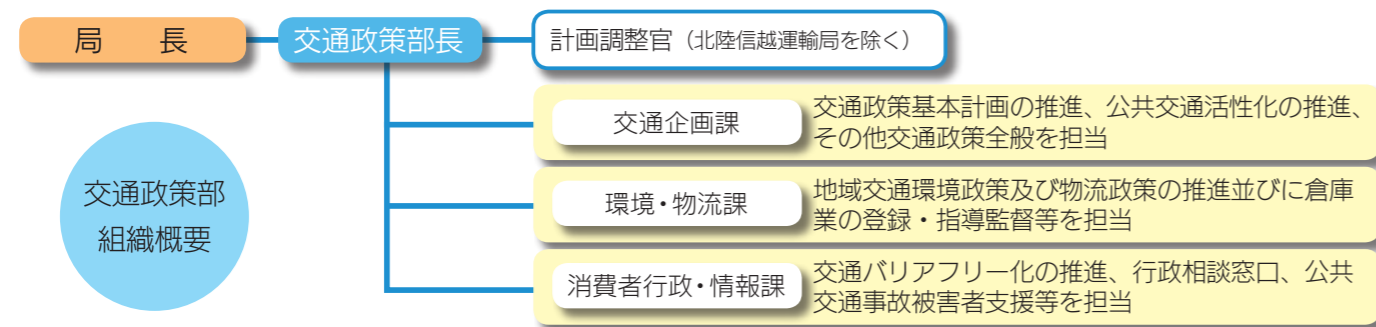 局　長
交通政策部長
計画調整官（北陸信越運輸局を除く）
交通企画課
交通政策基本計画の推進、公共交通活性化の推進、
その他交通政策全般を担当
交通政策部
組織概要
環境・物流課
地域交通環境政策及び物流政策の推進並びに倉庫
業の登録・指導監督等を担当
消費者行政・情報課
交通バリアフリー化の推進、行政相談窓口、公共
交通事故被害者支援等を担当